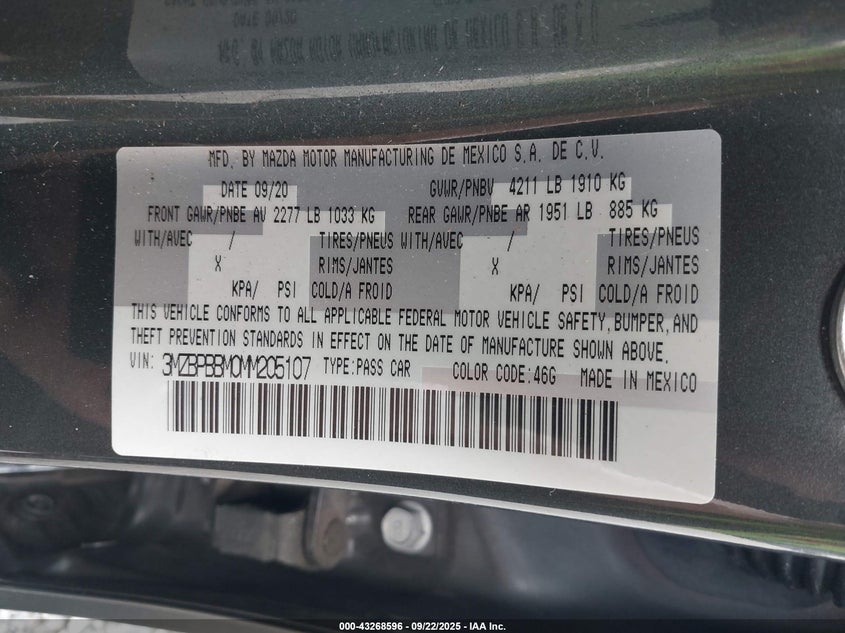 MFD. BY MAZDA MOTOR MANUFACTURING DE MEXICO S.A. DE C.V.
DATE 09/20 GVWR/PNBV 4211 LB 1910 KG
FRONT GAWR/PNBE AV 2277 LB 1033 KG REAR GAWR/PNBE AR 1951 LB 885 KG
WITH/AVEC / TIRES/PNEUS WITH/AVEC / TIRES/PNEUS
X RIMS/JANTES X RIMS/JANTES
KPA/ PSI COLD/A FROID KPA/ PSI COLD/A FROID
THIS VEHICLE CONFORMS TO ALL APPLICABLE FEDERAL MOTOR VEHICLE SAFETY, BUMPER, AND
THEFT PREVENTION STANDARDS IN EFFECT ON THE DATE OF MANUFACTURE SHOWN ABOVE.
VIN: 3MZBPBBM0MM205107 TYPE:PASS CAR COLOR CODE:46G MADE IN MEXICO
000-43268596 - 09/22/2025 - IAA Inc.